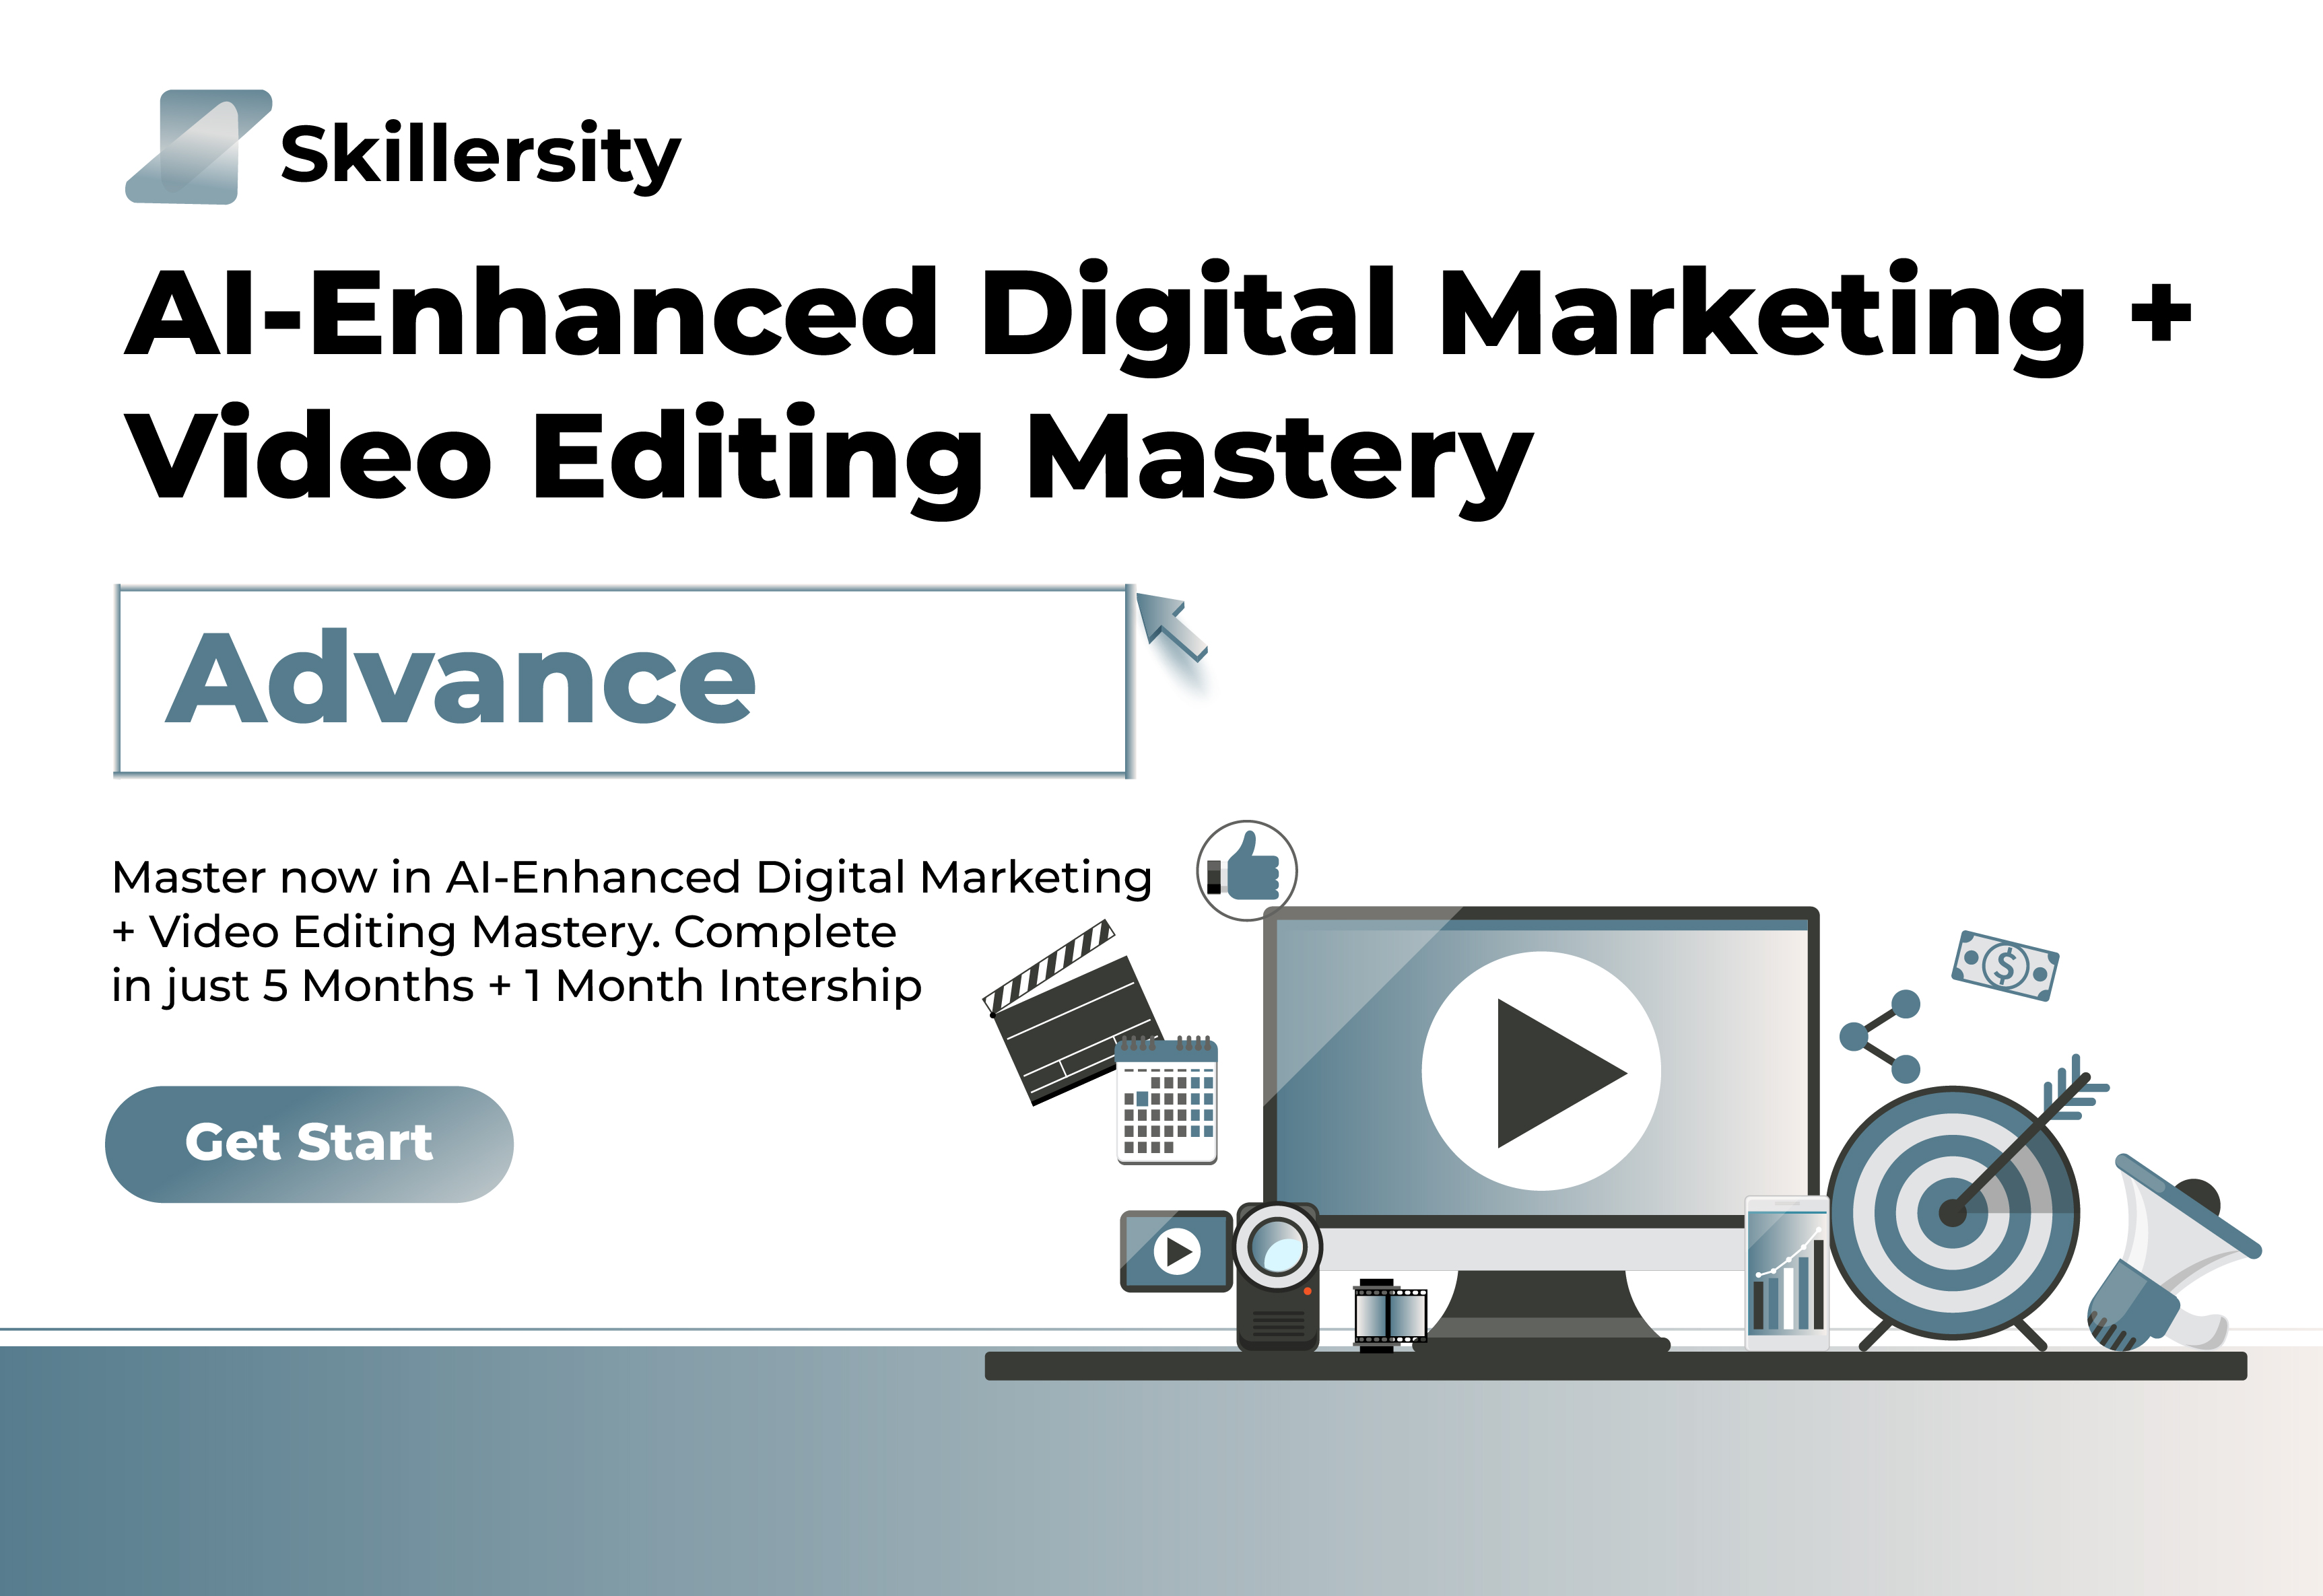 Skillersity
AI-Enhanced Digital Marketing +
Video Editing Mastery
Advance
Master now in AI-Enhanced Digital Marketing
+ Video Editing Mastery. Complete
in just 5 Months + 1 Month Intership
Get Start
$